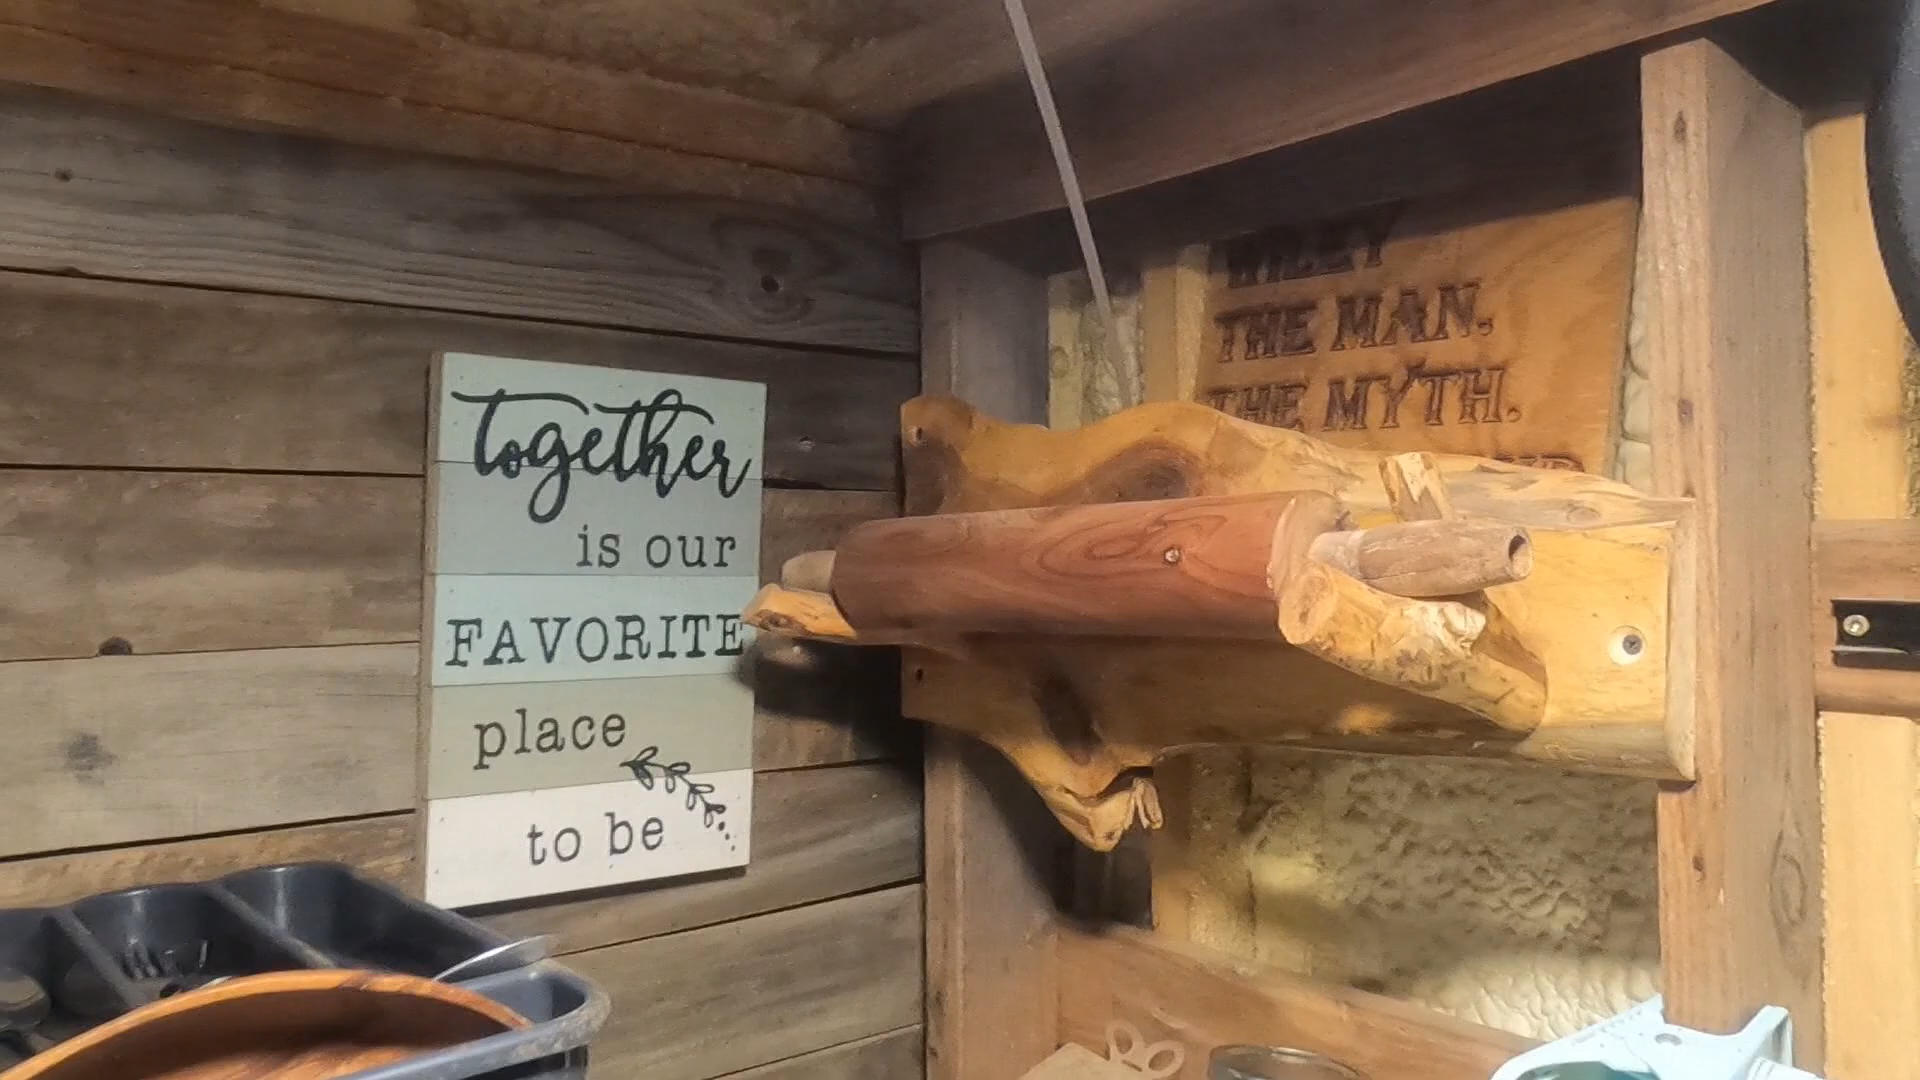 together
is our
FAVORITE
place
to be
THE MAN.
THE MYTH.